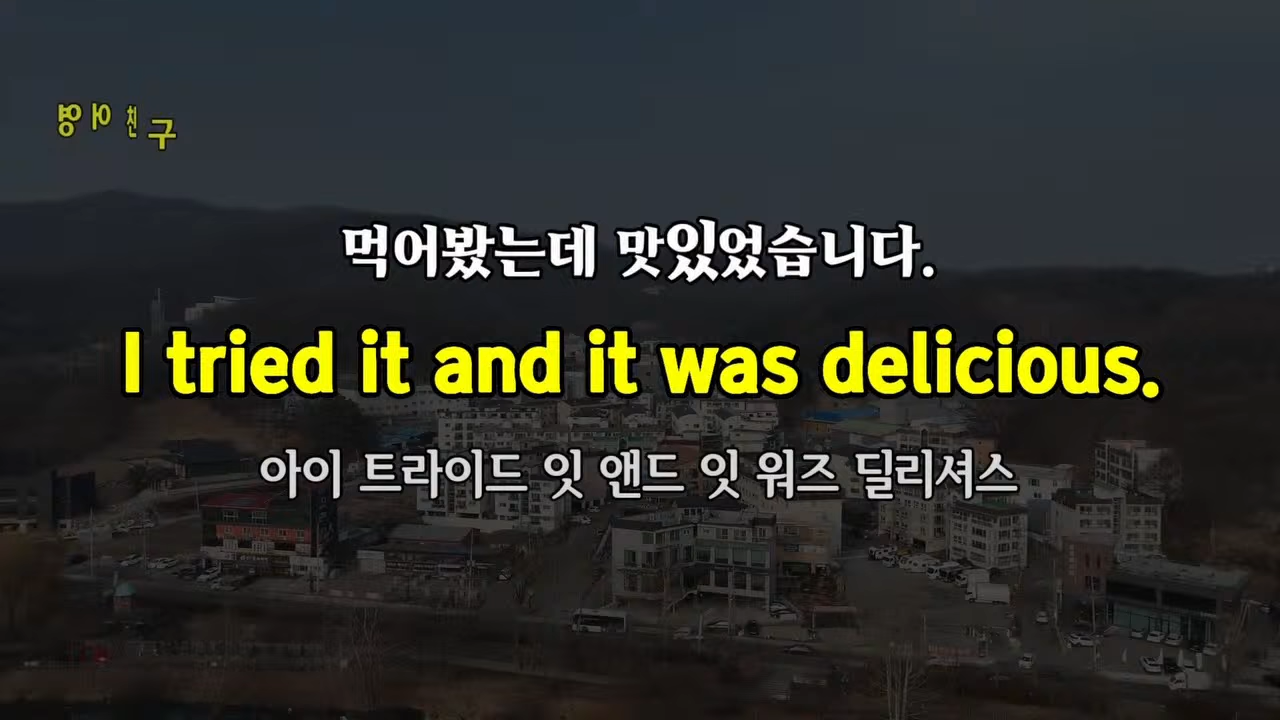 영어친구
먹어봤는데 맛있었습니다.
I tried it and it was delicious.
아이 트라이드 잇 앤드 잇 워즈 딜리셔스